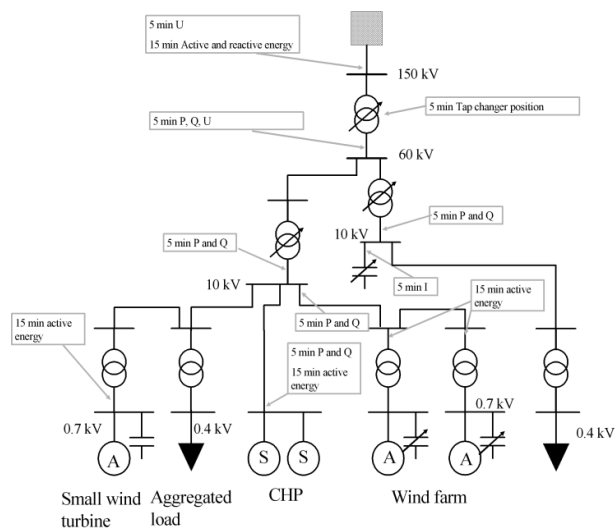 5 min U
15 min Active and reactive energy
150 kV
5 min Tap changer position
5 min P, Q, U
60 kV
5 min P and Q
10 kV
5 min P and Q
5 min I
10 kV
15 min active
energy
5 min P and Q
15 min active
energy
5 min P and Q
15 min active
energy
0.7 kV
0.4 kV
0.7 kV
0.4 kV
A
S
S
A
A
Small wind
turbine
Aggregated
load
CHP
Wind farm